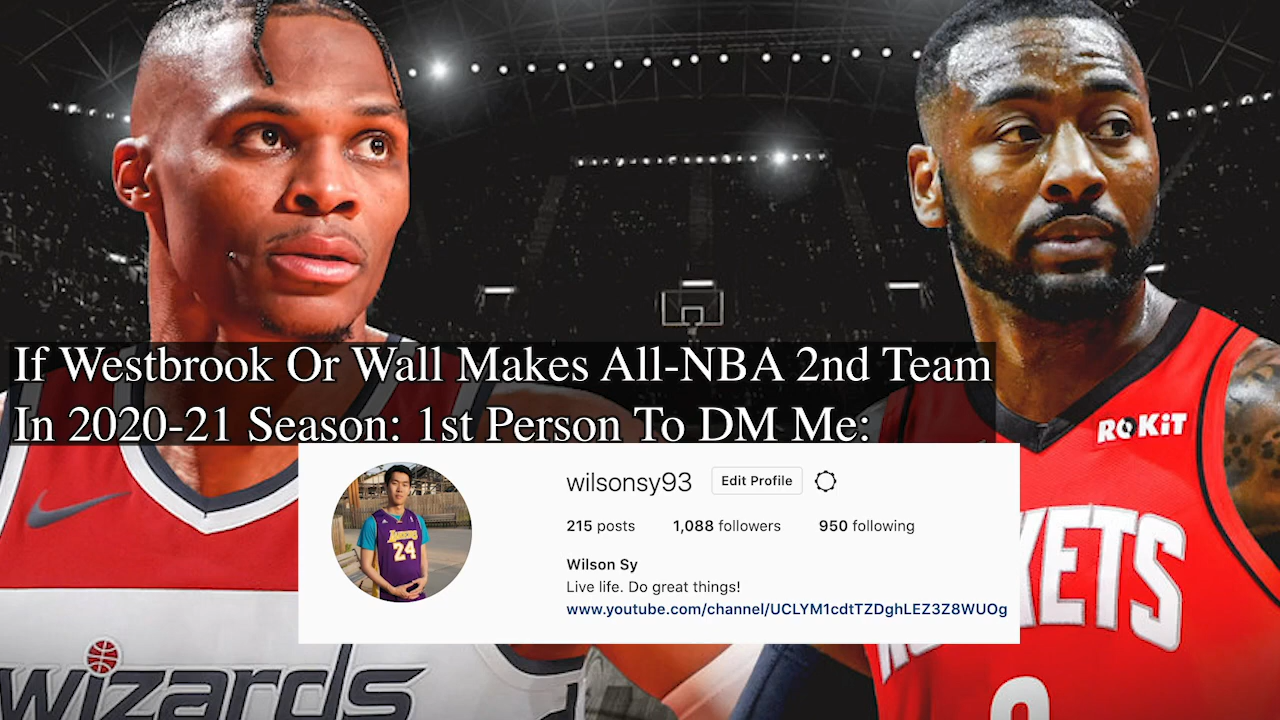 If Westbrook Or Wall Makes All-NBA 2nd Team
In 2020-21 Season: 1st Person To DM Me:
wilsonsy93 Edit Profile
215 posts 1,088 followers 950 following
Wilson Sy
Live life. Do great things!
www.youtube.com/channel/UCLYM1cdtTZDghLEZ3Z8WUOg
LAKERS
24
ROKiT
KETS
wizards